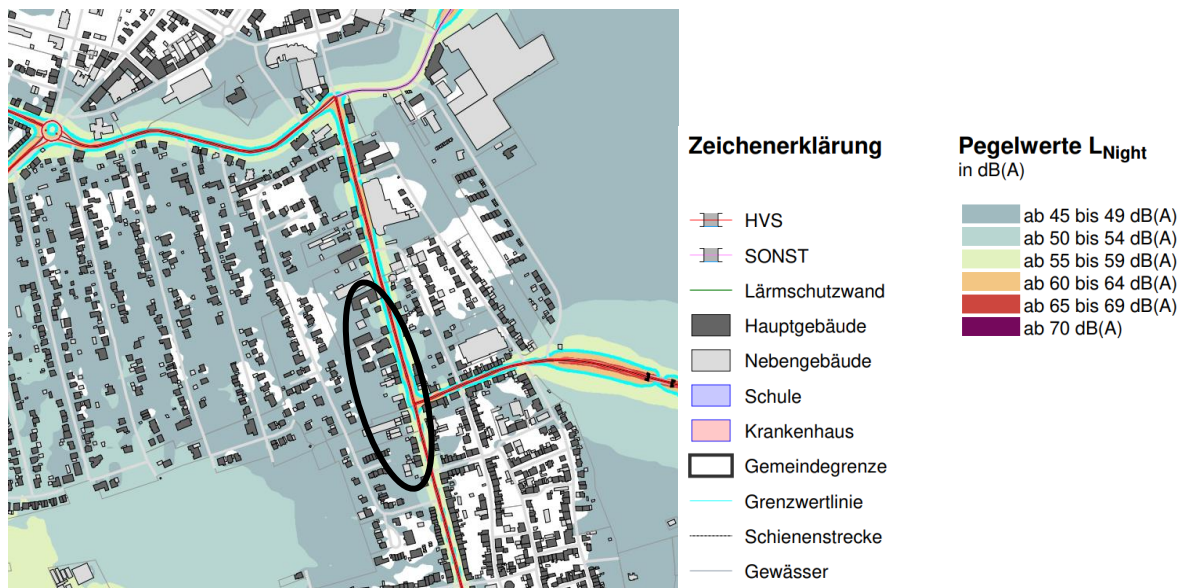 Zeichenerklärung
HVS
SONST
Lärmschutzwand
Hauptgebäude
Nebengebäude
Schule
Krankenhaus
Gemeindegrenze
Grenzwertlinie
Schienenstrecke
Gewässer
Pegelwerte LNight
in dB(A)
ab 45 bis 49 dB(A)
ab 50 bis 54 dB(A)
ab 55 bis 59 dB(A)
ab 60 bis 64 dB(A)
ab 65 bis 69 dB(A)
ab 70 dB(A)